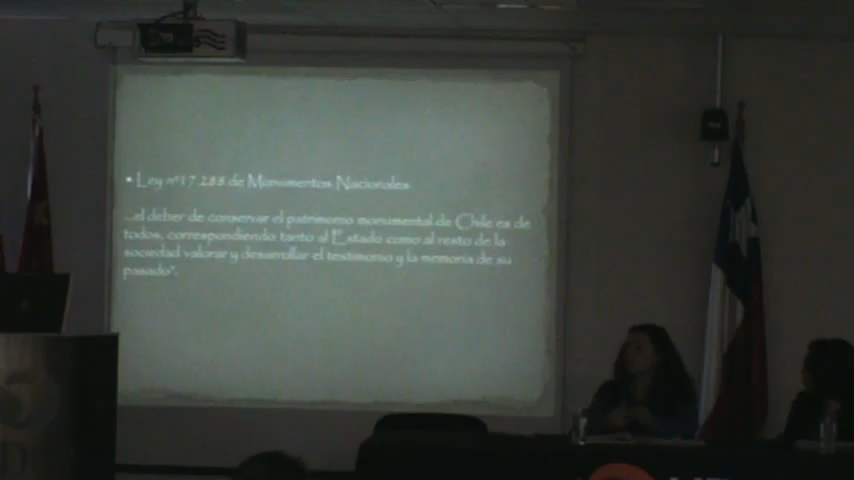 • Ley nº17.288 de Monumentos Nacionales
...el deber de conservar el patrimonio monumental de Chile es de
todos, correspondiendo tanto al Estado como al resto de la
sociedad valorar y desarrollar el testimonio y la memoria de su
pasado".